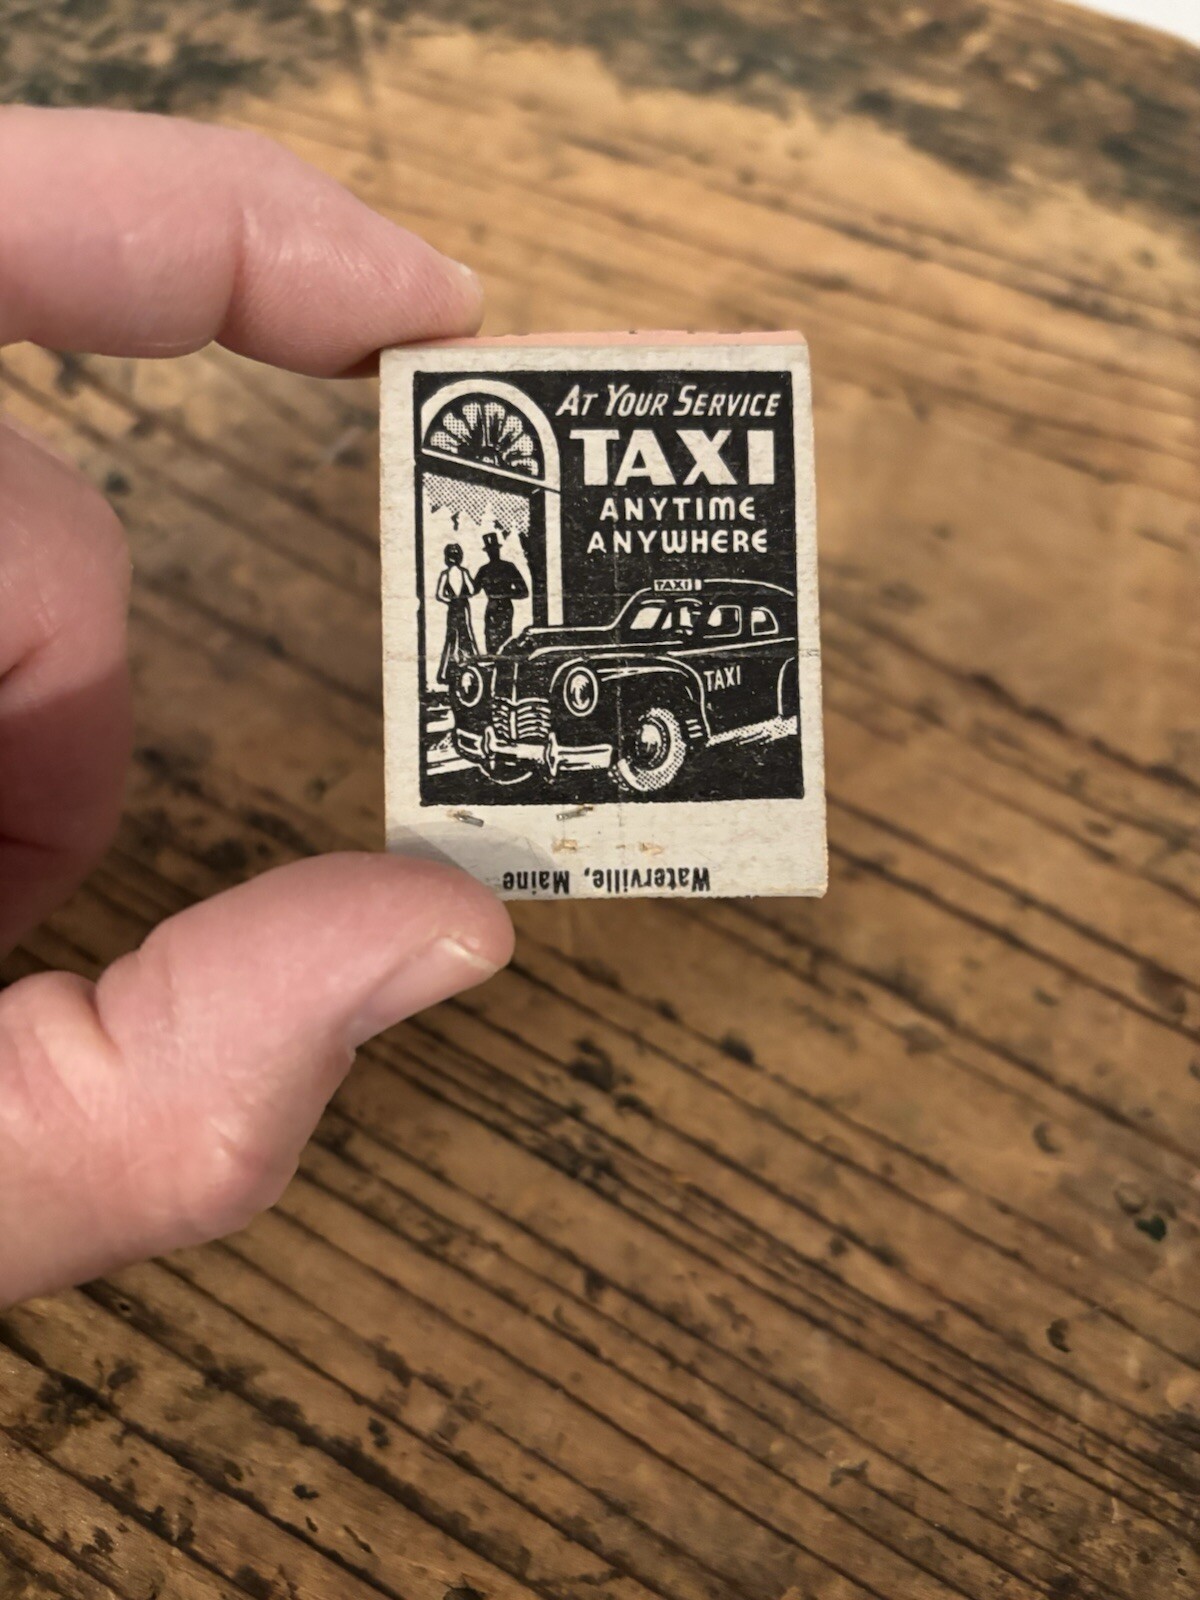 At Your Service
TAXI
ANYTIME
ANYWHERE
TAXI
TAXI
Waterville, Maine